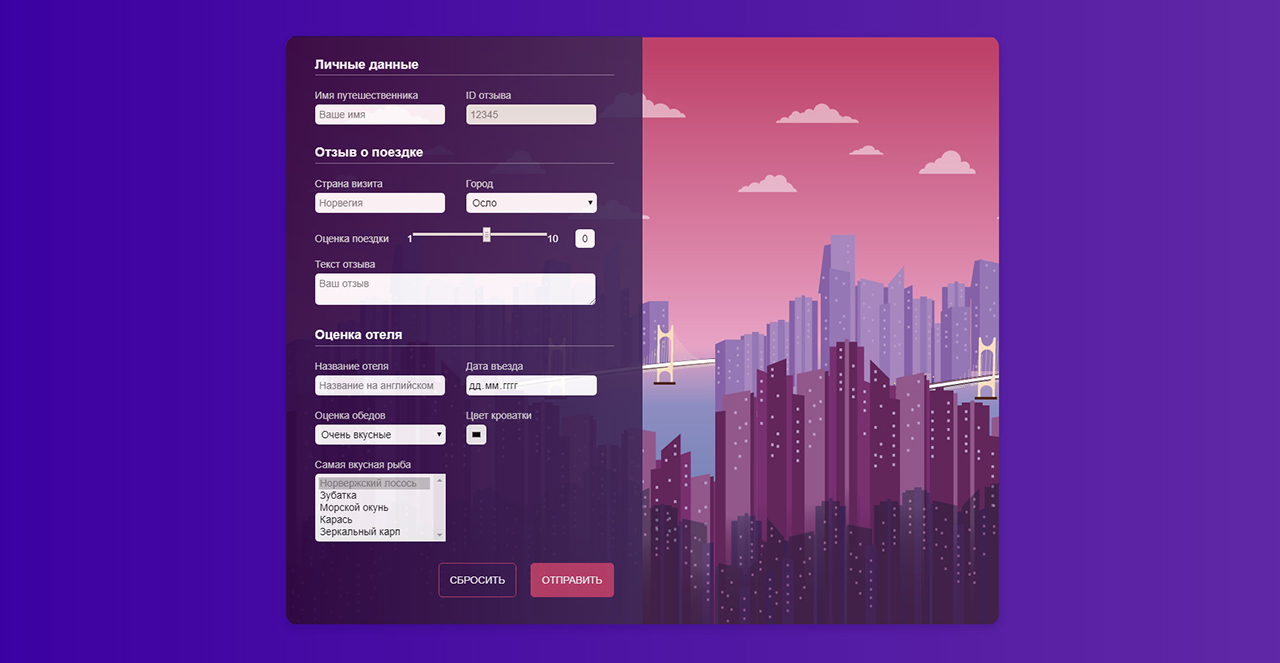 Личные данные
Имя путешественника ID отзыва
Ваше имя 12345
Отзыв о поездке
Страна визита Город
Норвегия Осло
Оценка поездки 1 10 0
Текст отзыва
Ваш отзыв
Оценка отеля
Название отеля Дата въезда
Название на английском дд.мм.гггг
Оценка обедов Цвет кроватки
Очень вкусные
Самая вкусная рыба
Норвержский лосось
Зубатка
Морской окунь
Карась
Зеркальный карп
СБРОСИТЬ ОТПРАВИТЬ